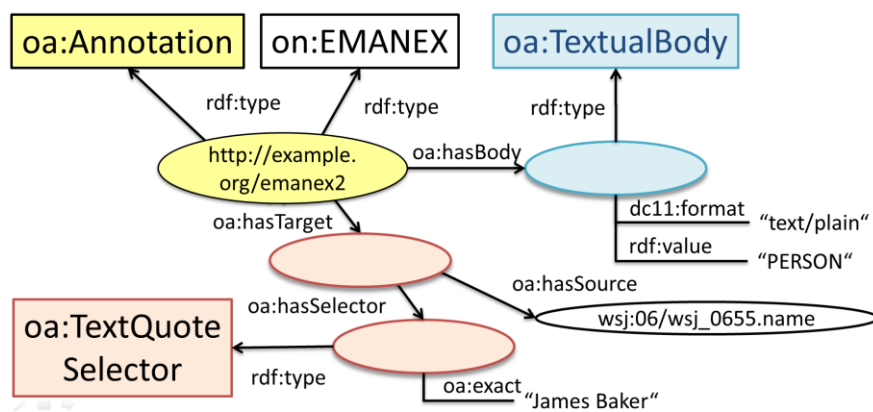 oa:Annotation
on:EMANEX
oa:TextualBody
rdf:type
rdf:type
rdf:type
http://example.
org/emanex2
oa:hasBody
oa:hasTarget
dc11:format
"text/plain"
rdf:value
"PERSON"
oa:hasSource
oa:hasSelector
wsj:06/wsj_0655.name
oa:TextQuote
Selector
rdf:type
oa:exact
"James Baker"